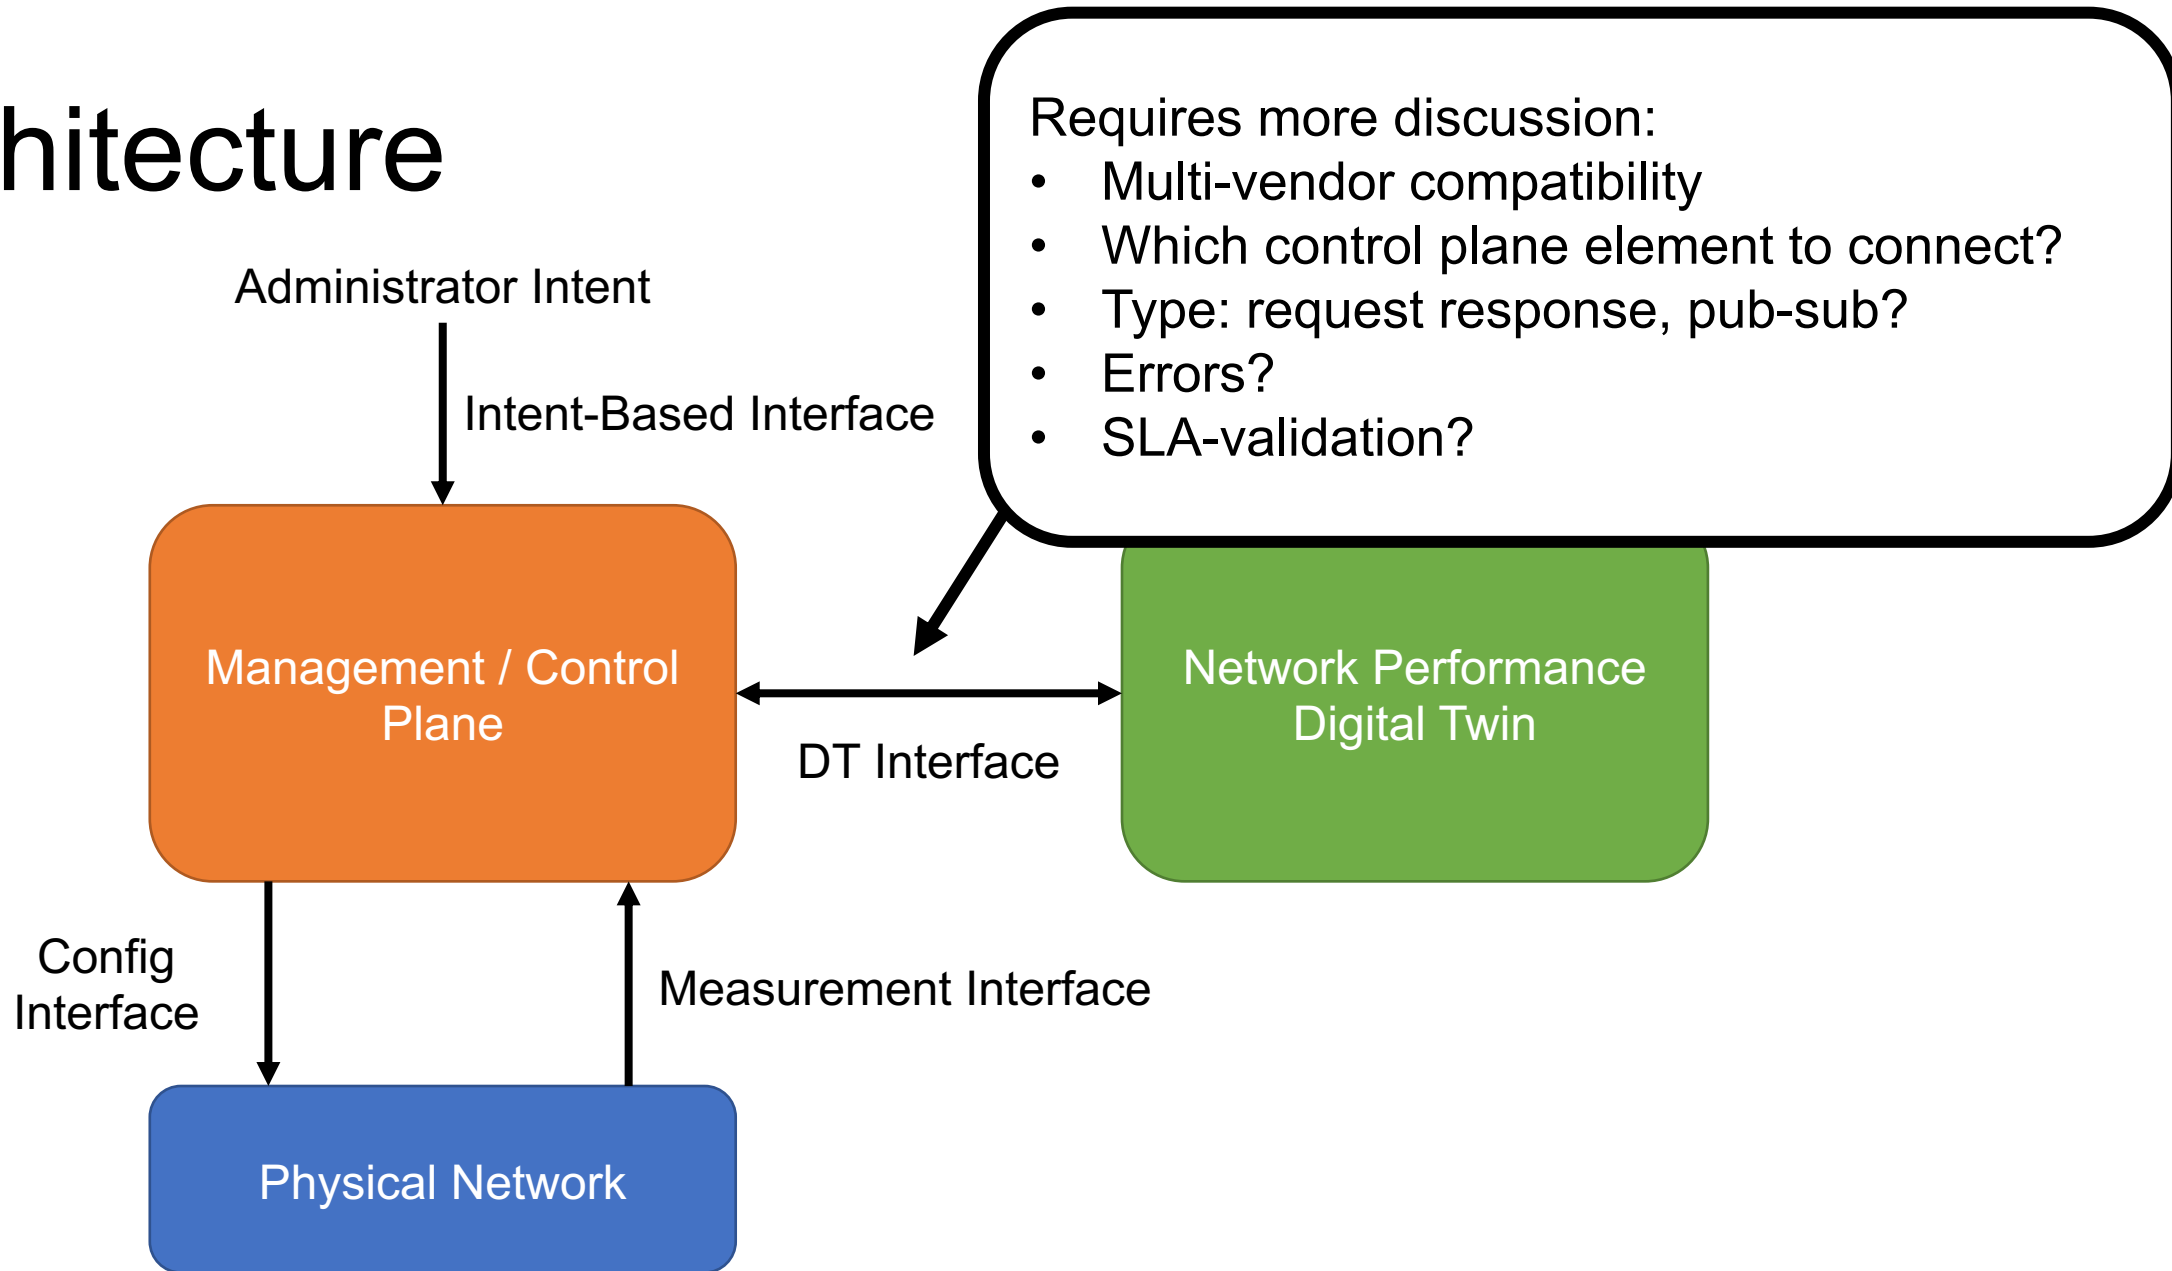 hitecture
Requires more discussion:
• Multi-vendor compatibility
• Which control plane element to connect?
• Type: request response, pub-sub?
• Errors?
• SLA-validation?
Administrator Intent
Intent-Based Interface
Management / Control
Plane
DT Interface
Network Performance
Digital Twin
Config
Interface
Measurement Interface
Physical Network